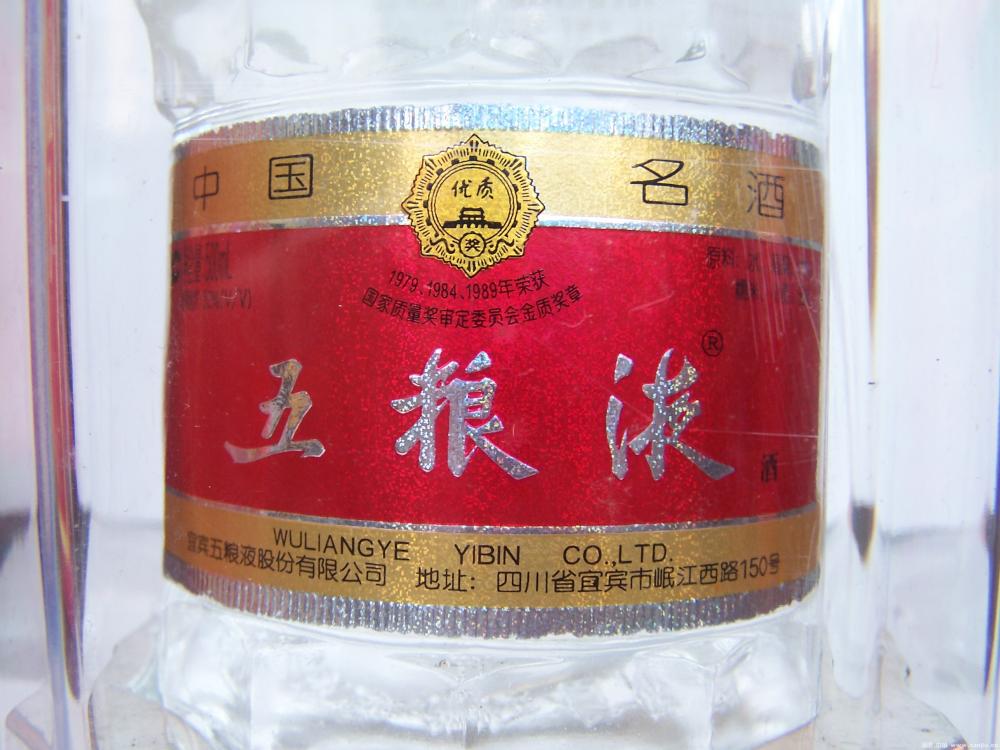 中国 名酒
优质
奖
1979、1984、1989年荣获
国家质量奖审定委员会金质奖章
500mL
原料:
五粮液®
酒
WULIANGYE YIBIN CO.,LTD.
宜宾五粮液股份有限公司 地址：四川省宜宾市岷江西路150号